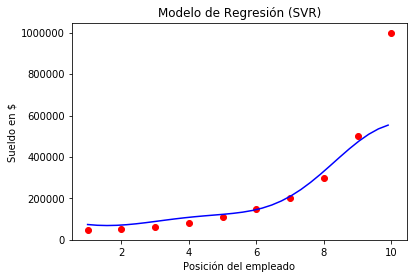 Modelo de Regresión (SVR)
1000000
800000
600000
400000
200000
0
Sueldo en $
2 4 6 8 10
Posición del empleado